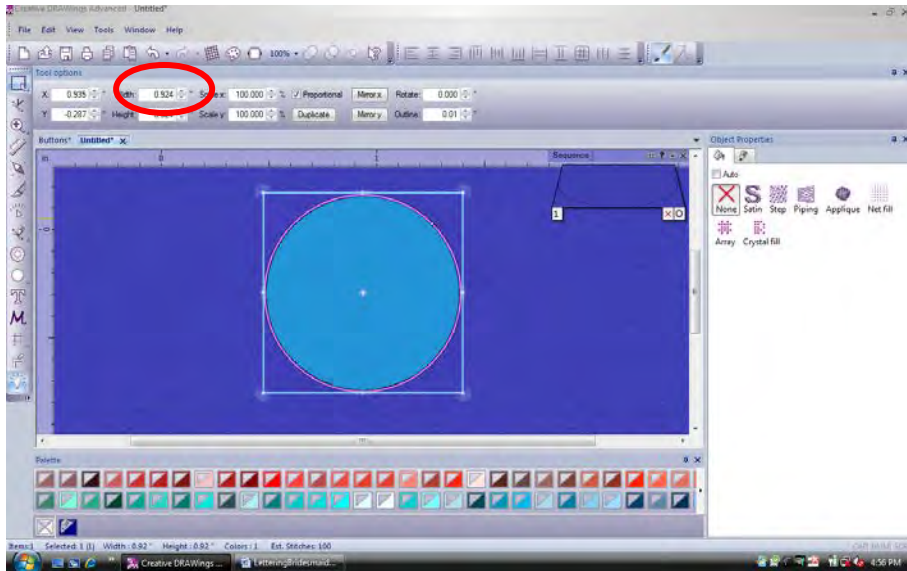 Creative DRAWings Advanced - Untitled*
File Edit View Tools Window Help
100%
Tool options
X 0.935 " Width: 0.924 " Scale x: 100.000 % Proportional Mirror x Rotate: 0.000 °
Y -0.287 " Height Scale y: 100.000 % Duplicate Mirror y Outline: 0.01 "
Buttons* Untitled* x
Object Properties
in 0 1
Sequence
Auto
None Satin Step Piping Applique Net fill
Array Crystal fill
1
0
Palette
Items:1 Selected: 1 (1) Width : 0.92 " Height : 0.92 " Colors : 1 Est. Stitches: 100
Creative DRAWings ... LetteringBridesmaid... 4:56 PM